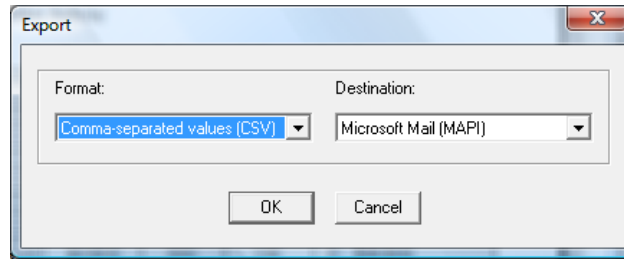 Export
Format:
Destination:
Comma-separated values (CSV)
Microsoft Mail (MAPI)
OK
Cancel